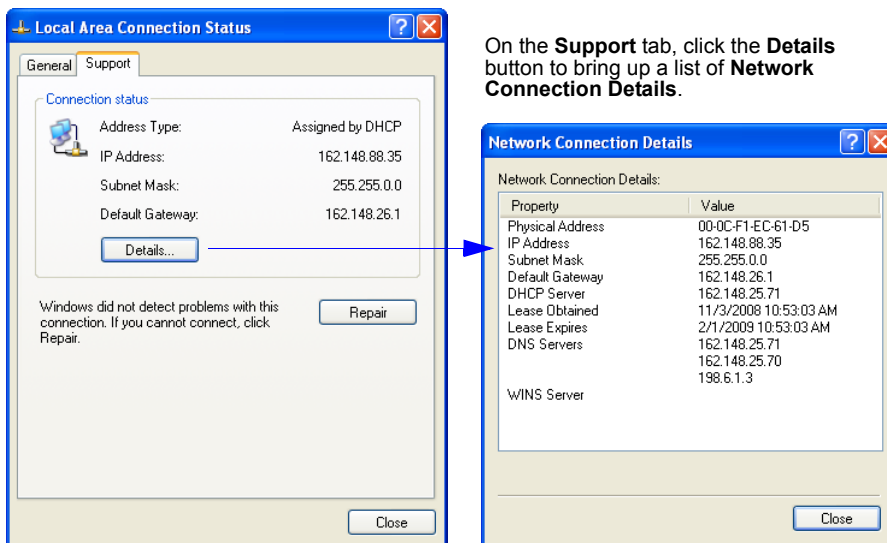 Local Area Connection Status
General Support
Connection status
Address Type: Assigned by DHCP
IP Address: 162.148.88.35
Subnet Mask: 255.255.0.0
Default Gateway: 162.148.26.1
Details...
Windows did not detect problems with this
connection. If you cannot connect, click
Repair.
Repair
Close
On the Support tab, click the Details
button to bring up a list of Network
Connection Details.
Network Connection Details
Network Connection Details:
Property Value
Physical Address 00-0C-F1-EC-61-D5
IP Address 162.148.88.35
Subnet Mask 255.255.0.0
Default Gateway 162.148.26.1
DHCP Server 162.148.25.71
Lease Obtained 11/3/2008 10:53:03 AM
Lease Expires 2/1/2009 10:53:03 AM
DNS Servers 162.148.25.71
162.148.25.70
198.6.1.3
WINS Server
Close